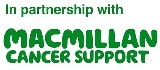 In partnership with
MACMILLAN
CANCER SUPPORT